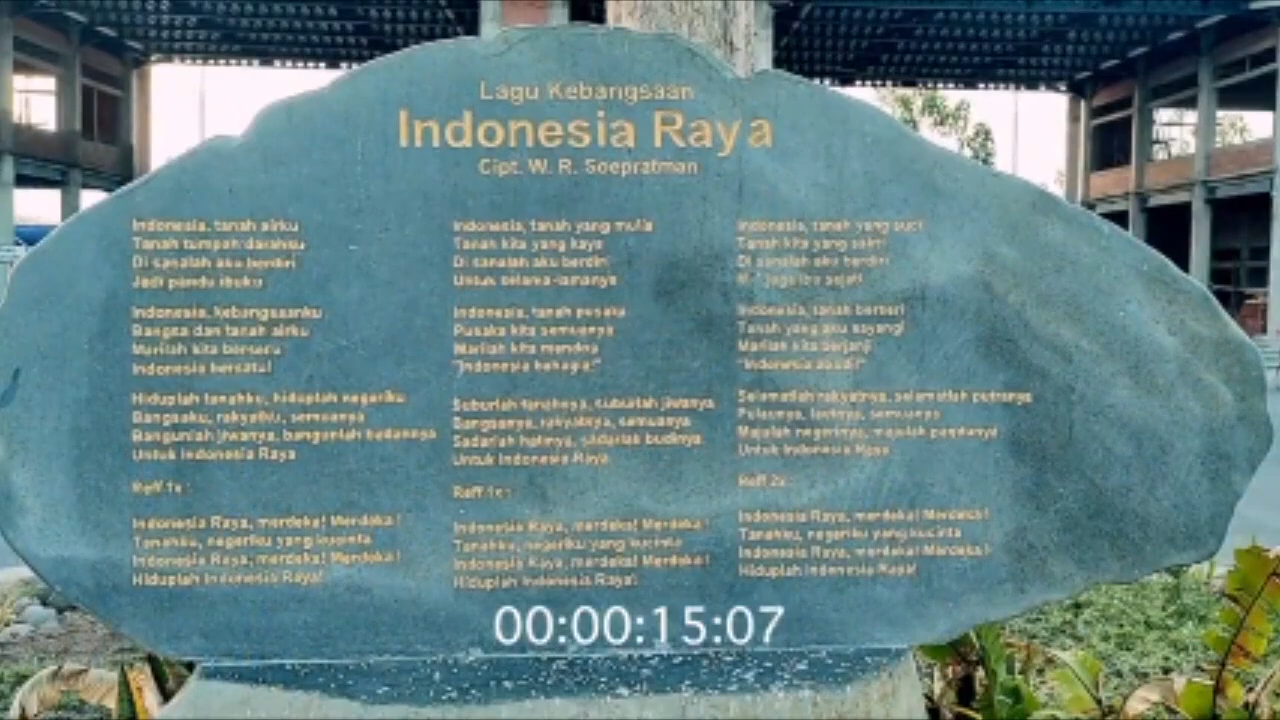 Lagu Kebangsaan
Indonesia Raya
Cipt. W. R. Soepratman
Indonesia, tanah airku
Tanah tumpah darahku
Di sanalah aku berdiri
Jadi pandu ibuku
Indonesia, kebangsaanku
Bangsa dan tanah airku
Marilah kita berseru
Indonesia bersatu!
Hiduplah tanahku, hiduplah negeriku
Bangsaku, rakyatku, semuanya
Bangunlah jiwanya, bangunlah badannya
Untuk Indonesia Raya
Reff 1x :
Indonesia Raya, merdeka! Merdeka!
Tanahku, negeriku yang kucinta
Indonesia Raya, merdeka! Merdeka!
Hiduplah Indonesia Raya!
Indonesia, tanah yang mulia
Tanah kita yang kaya
Di sanalah aku berdiri
Untuk selama-lamanya
Indonesia, tanah pusaka
Pusaka kita semuanya
Marilah kita mendoa
"Indonesia bahagia!"
Suburlah tanahnya, suburlah jiwanya
Bangsanya, rakyatnya, semuanya
Sadarlah hatinya, sadarlah budinya
Untuk Indonesia Raya
Reff 1x :
Indonesia Raya, merdeka! Merdeka!
Tanahku, negeriku yang kucinta
Indonesia Raya, merdeka! Merdeka!
Hiduplah Indonesia Raya!
Indonesia, tanah yang suci
Tanah kita yang sakti
Di sanalah aku berdiri
jaga ibu sejati
Indonesia, tanah berseri
Tanah yang aku sayangi
Marilah kita berjanji
"Indonesia abadi!"
Selamatlah rakyatnya, selamatlah putranya
Pulaunya, lautnya, semuanya
Majulah negerinya, majulah pandunya
Untuk Indonesia Raya
Reff 2x :
Indonesia Raya, merdeka! Merdeka!
Tanahku, negeriku yang kucinta
Indonesia Raya, merdeka! Merdeka!
Hiduplah Indonesia Raya!
00:00:15:07